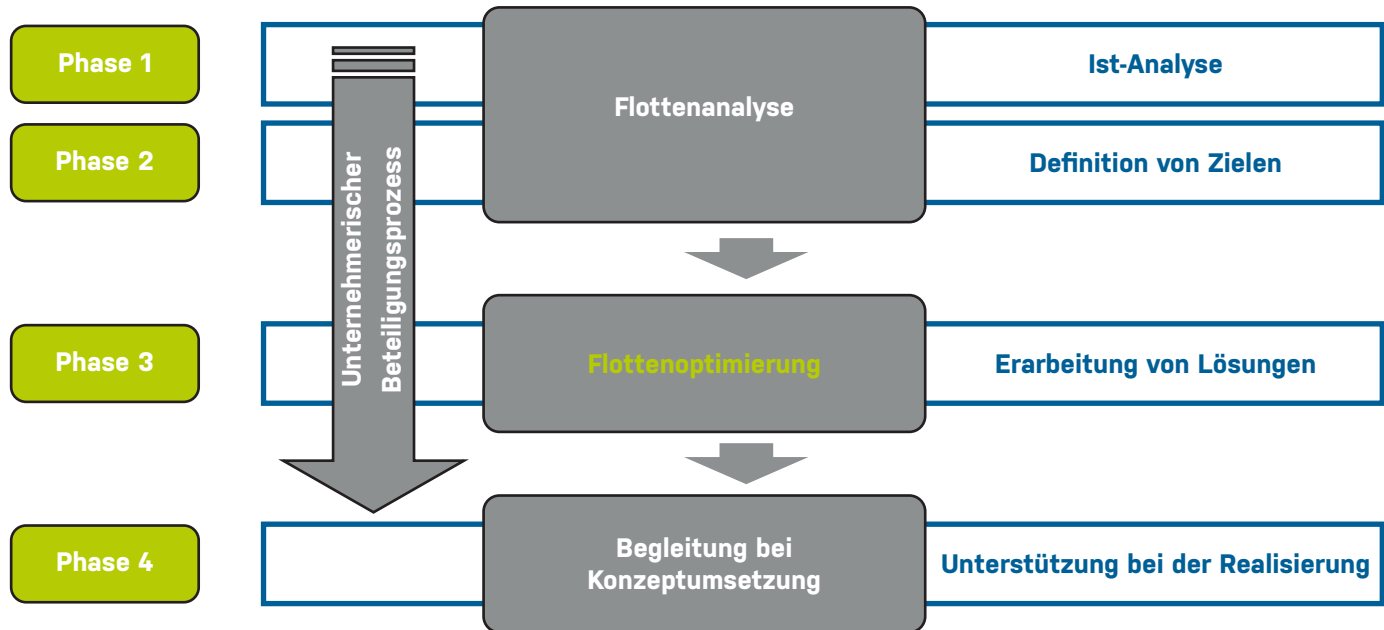 Phase 1
Flottenanalyse
Ist-Analyse
Phase 2
Definition von Zielen
Unternehmerischer
Beteiligungsprozess
Phase 3
Flottenoptimierung
Erarbeitung von Lösungen
Phase 4
Begleitung bei
Konzeptumsetzung
Unterstützung bei der Realisierung